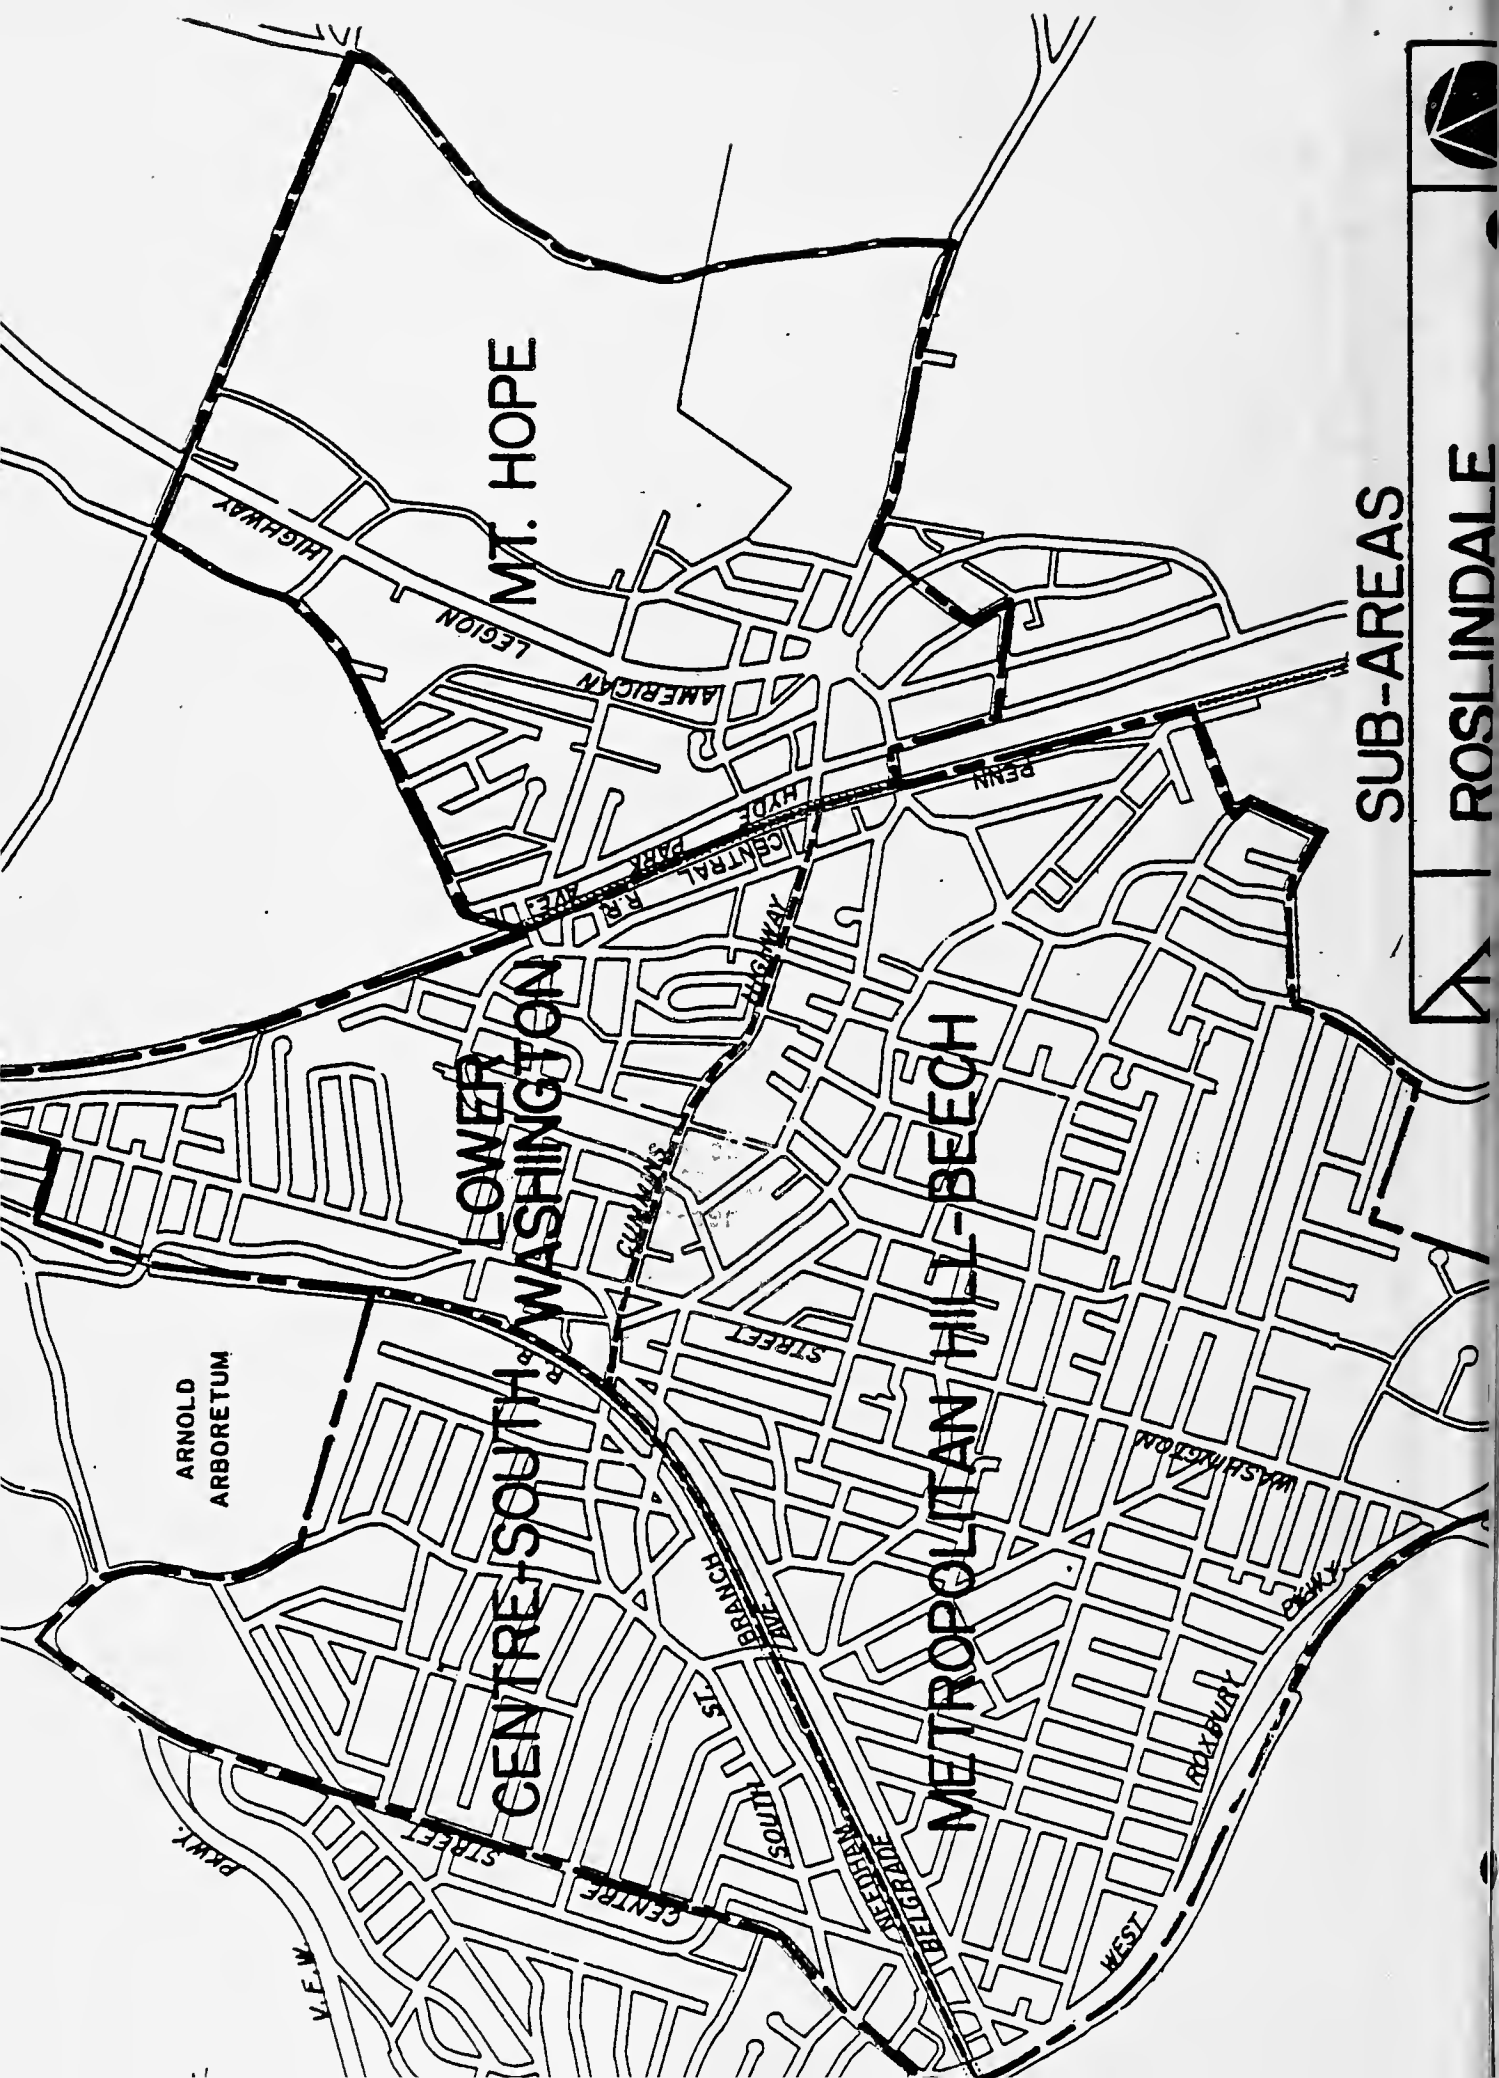 ARNOLD
ARBORETUM
MT. HOPE
LOWER
WASHINGTON
CENTRE-SOUTH
METROPOLITAN HILL-BEECH
AMERICAN LEGION HIGHWAY
HYDE PARK AVE.
PENN CENTRAL R.R.
CUMMINS HIGHWAY
WASHINGTON STREET
NEEDHAM BRANCH R.R.
BELGRADE AVE.
SOUTH ST.
CENTRE STREET
V.F.W. PKWY.
WEST ROXBURY PKWY.
SUB-AREAS
ROSLINDALE